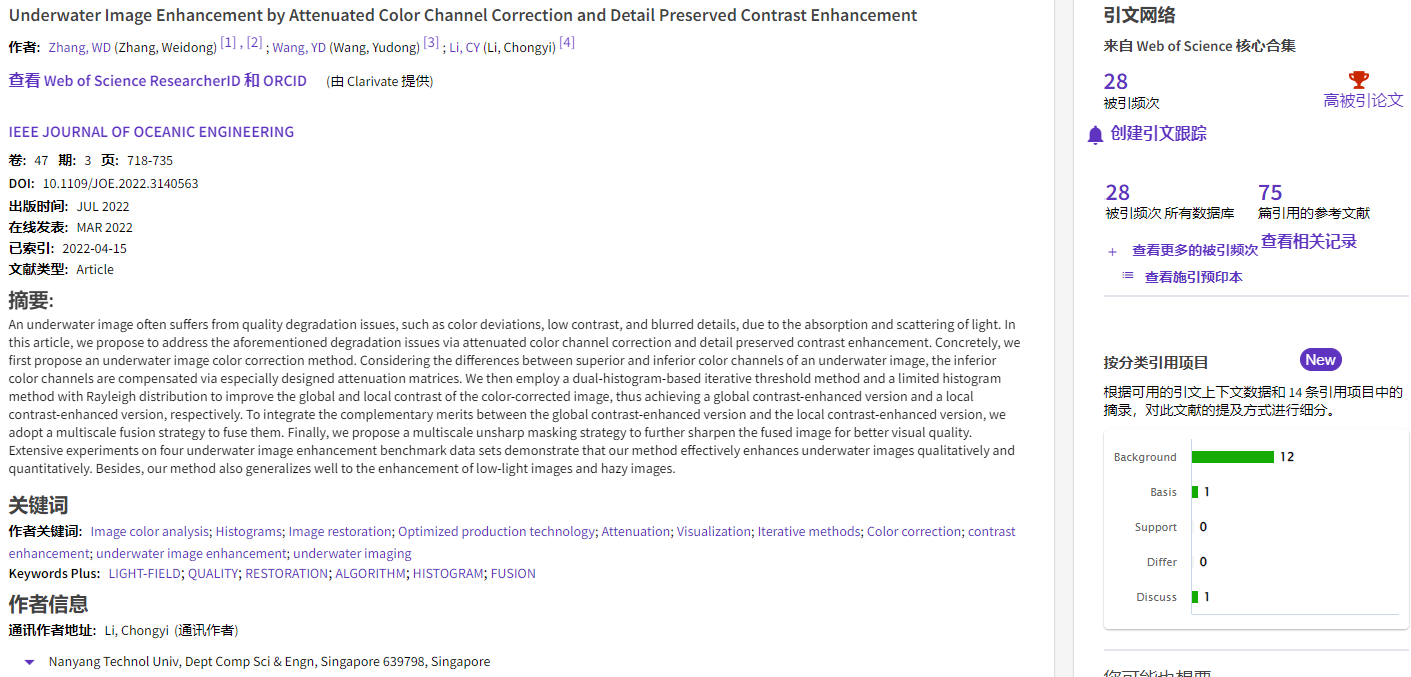 Underwater Image Enhancement by Attenuated Color Channel Correction and Detail Preserved Contrast Enhancement
作者: Zhang, WD (Zhang, Weidong) [1] , [2] ; Wang, YD (Wang, Yudong) [3] ; Li, CY (Li, Chongyi) [4]
查看 Web of Science ResearcherID 和 ORCID (由 Clarivate 提供)
IEEE JOURNAL OF OCEANIC ENGINEERING
卷: 47 期: 3 页: 718-735
DOI: 10.1109/JOE.2022.3140563
出版时间: JUL 2022
在线发表: MAR 2022
已索引: 2022-04-15
文献类型: Article
摘要:
An underwater image often suffers from quality degradation issues, such as color deviations, low contrast, and blurred details, due to the absorption and scattering of light. In
this article, we propose to address the aforementioned degradation issues via attenuated color channel correction and detail preserved contrast enhancement. Concretely, we
first propose an underwater image color correction method. Considering the differences between superior and inferior color channels of an underwater image, the inferior
color channels are compensated via especially designed attenuation matrices. We then employ a dual-histogram-based iterative threshold method and a limited histogram
method with Rayleigh distribution to improve the global and local contrast of the color-corrected image, thus achieving a global contrast-enhanced version and a local
contrast-enhanced version, respectively. To integrate the complementary merits between the global contrast-enhanced version and the local contrast-enhanced version, we
adopt a multiscale fusion strategy to fuse them. Finally, we propose a multiscale unsharp masking strategy to further sharpen the fused image for better visual quality.
Extensive experiments on four underwater image enhancement benchmark data sets demonstrate that our method effectively enhances underwater images qualitatively and
quantitatively. Besides, our method also generalizes well to the enhancement of low-light images and hazy images.
关键词
作者关键词: Image color analysis; Histograms; Image restoration; Optimized production technology; Attenuation; Visualization; Iterative methods; Color correction; contrast
enhancement; underwater image enhancement; underwater imaging
Keywords Plus: LIGHT-FIELD; QUALITY; RESTORATION; ALGORITHM; HISTOGRAM; FUSION
作者信息
通讯作者地址: Li, Chongyi (通讯作者)
Nanyang Technol Univ, Dept Comp Sci & Engn, Singapore 639798, Singapore
引文网络
来自 Web of Science 核心合集
28
被引频次
高被引论文
创建引文跟踪
28
被引频次 所有数据库
75
篇引用的参考文献
+ 查看更多的被引频次
查看相关记录
查看施引预印本
按分类引用项目 New
根据可用的引文上下文数据和 14 条引用项目中的
摘录，对此文献的提及方式进行细分。
Background 12
Basis 1
Support 0
Differ 0
Discuss 1
你可能也想要